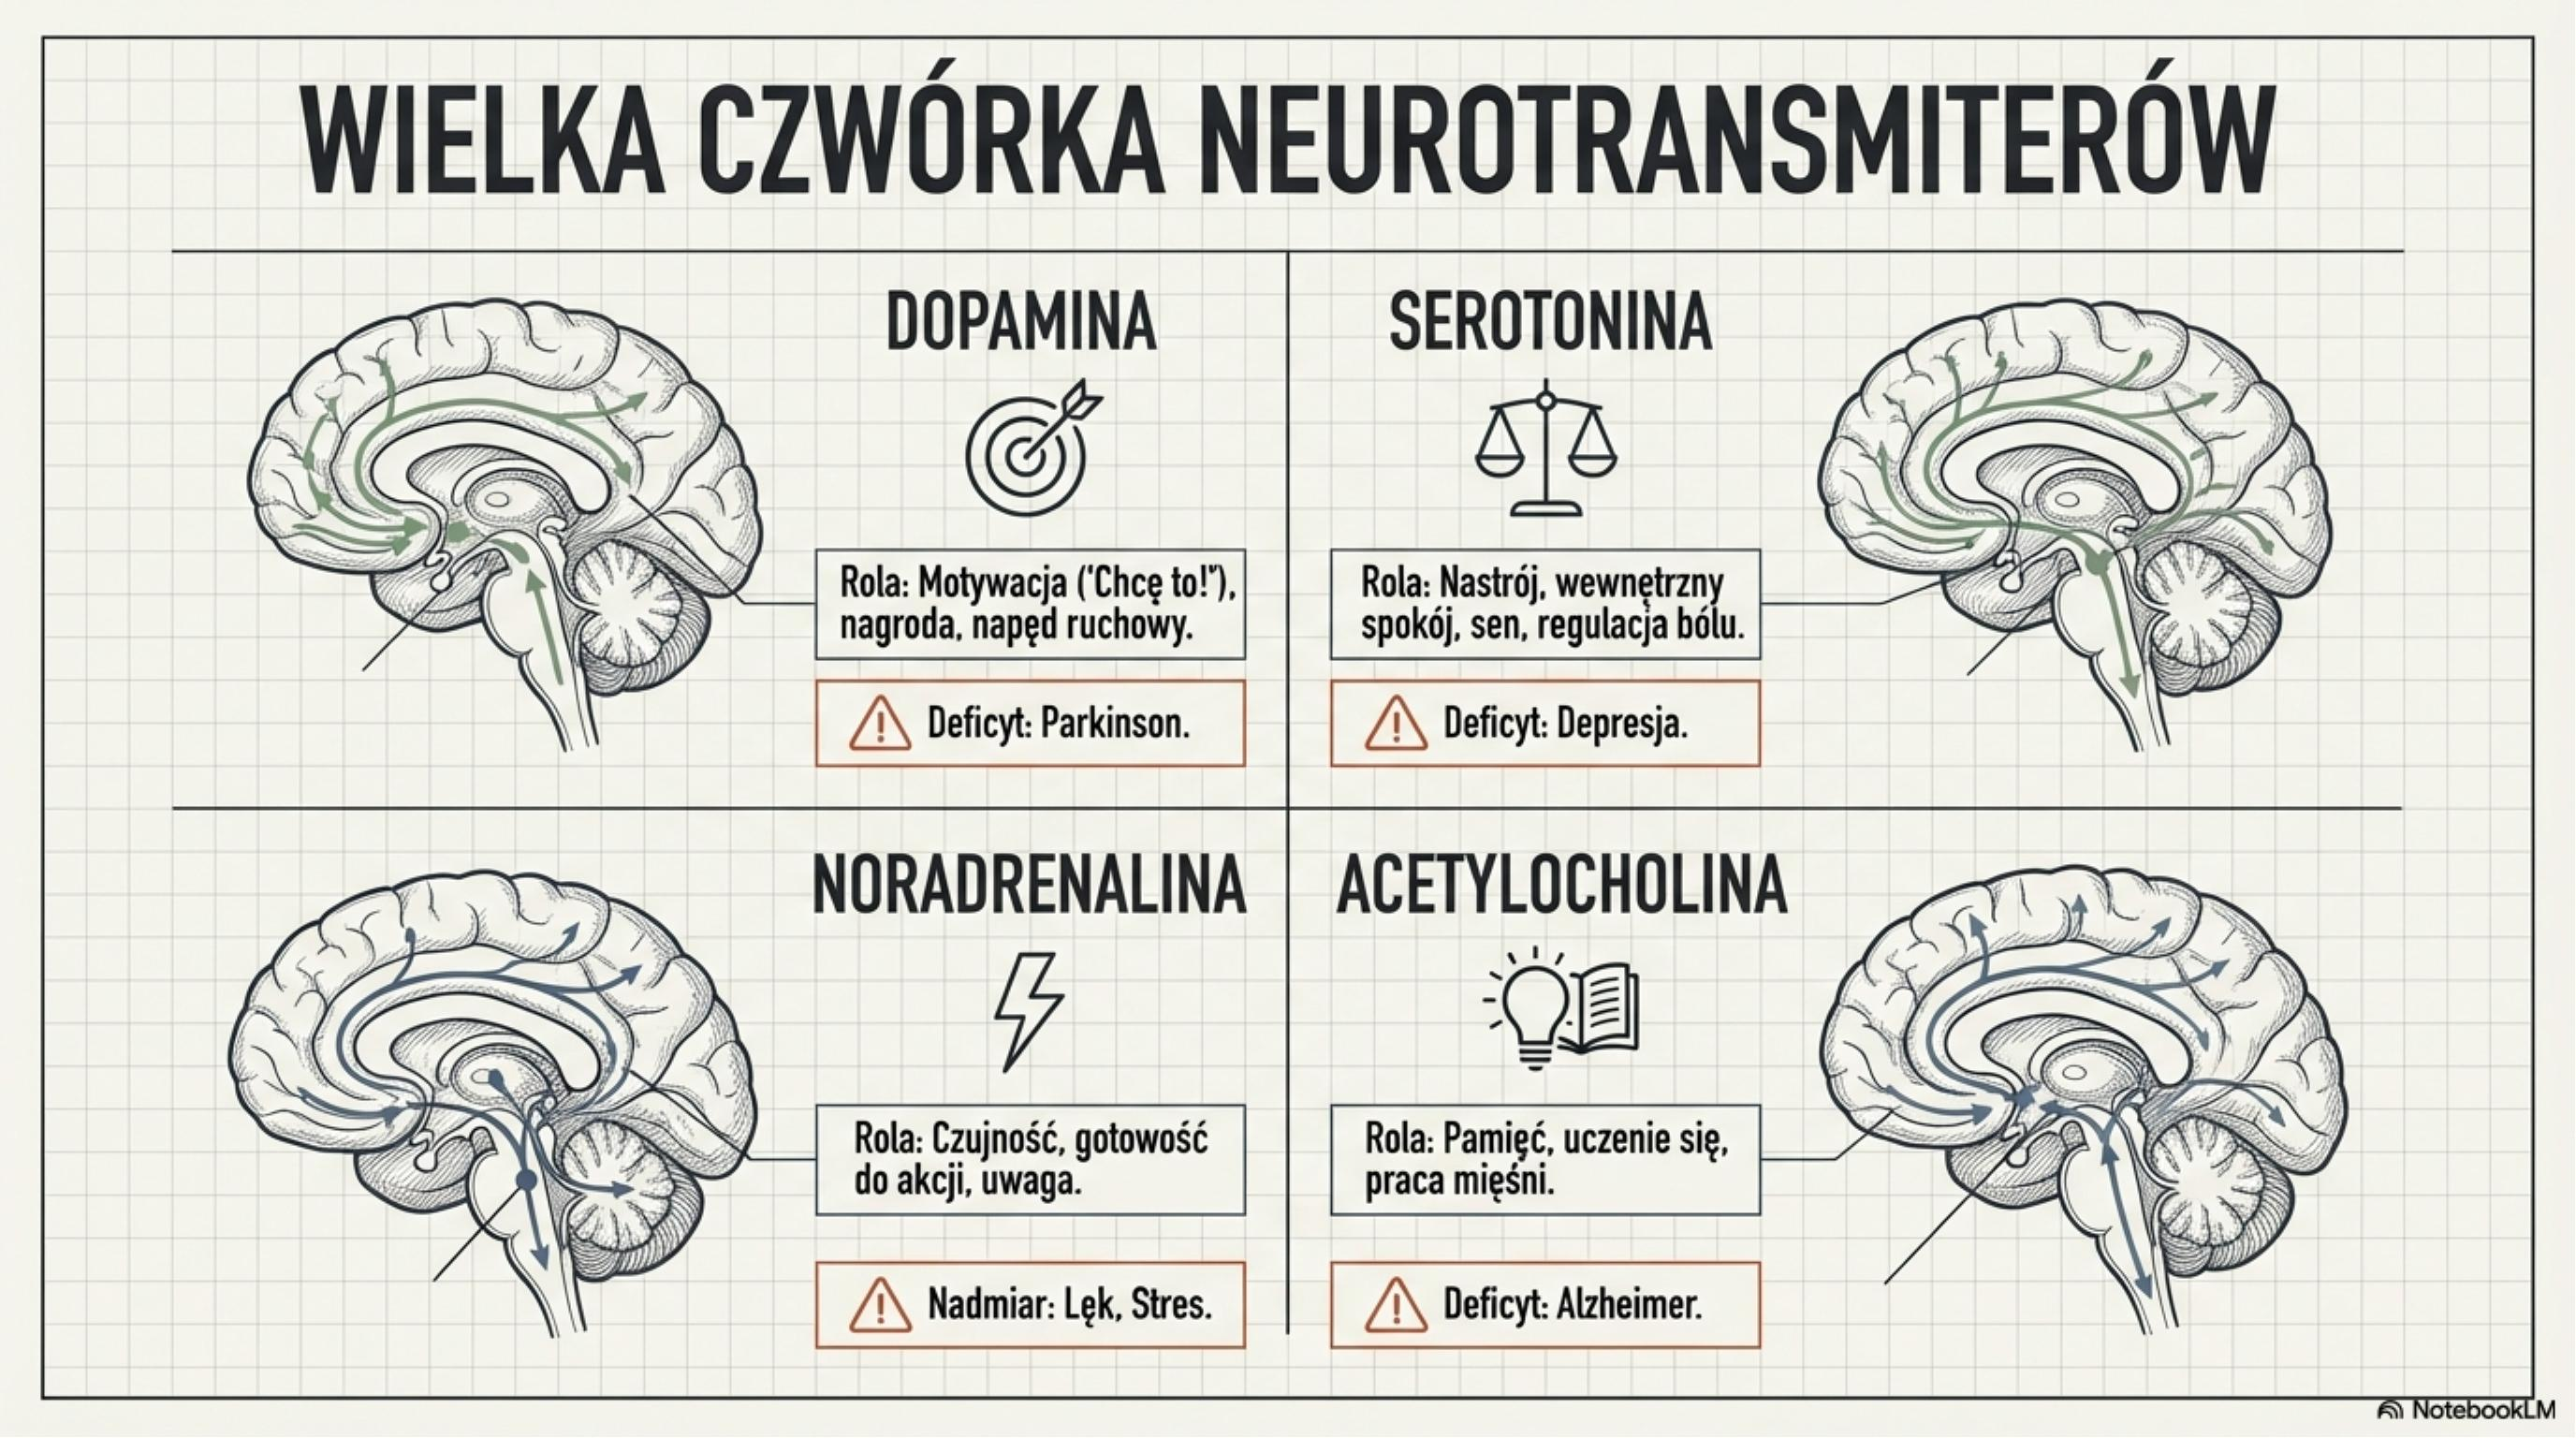 WIELKA CZWÓRKA NEUROTRANSMITERÓW
DOPAMINA
Rola: Motywacja ('Chcę to!'),
nagroda, napęd ruchowy.
Deficyt: Parkinson.
SEROTONINA
Rola: Nastrój, wewnętrzny
spokój, sen, regulacja bólu.
Deficyt: Depresja.
NORADRENALINA
Rola: Czujność, gotowość
do akcji, uwaga.
Nadmiar: Lęk, Stres.
ACETYLOCHOLINA
Rola: Pamięć, uczenie się,
praca mięśni.
Deficyt: Alzheimer.
NotebookLM